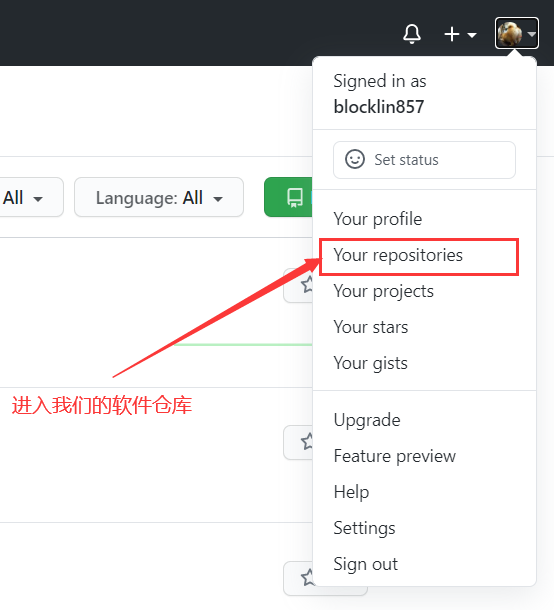 Signed in as
blocklin857
Set status
All
Language: All
Your profile
Your repositories
Your projects
Your stars
Your gists
进入我们的软件仓库
Upgrade
Feature preview
Help
Settings
Sign out